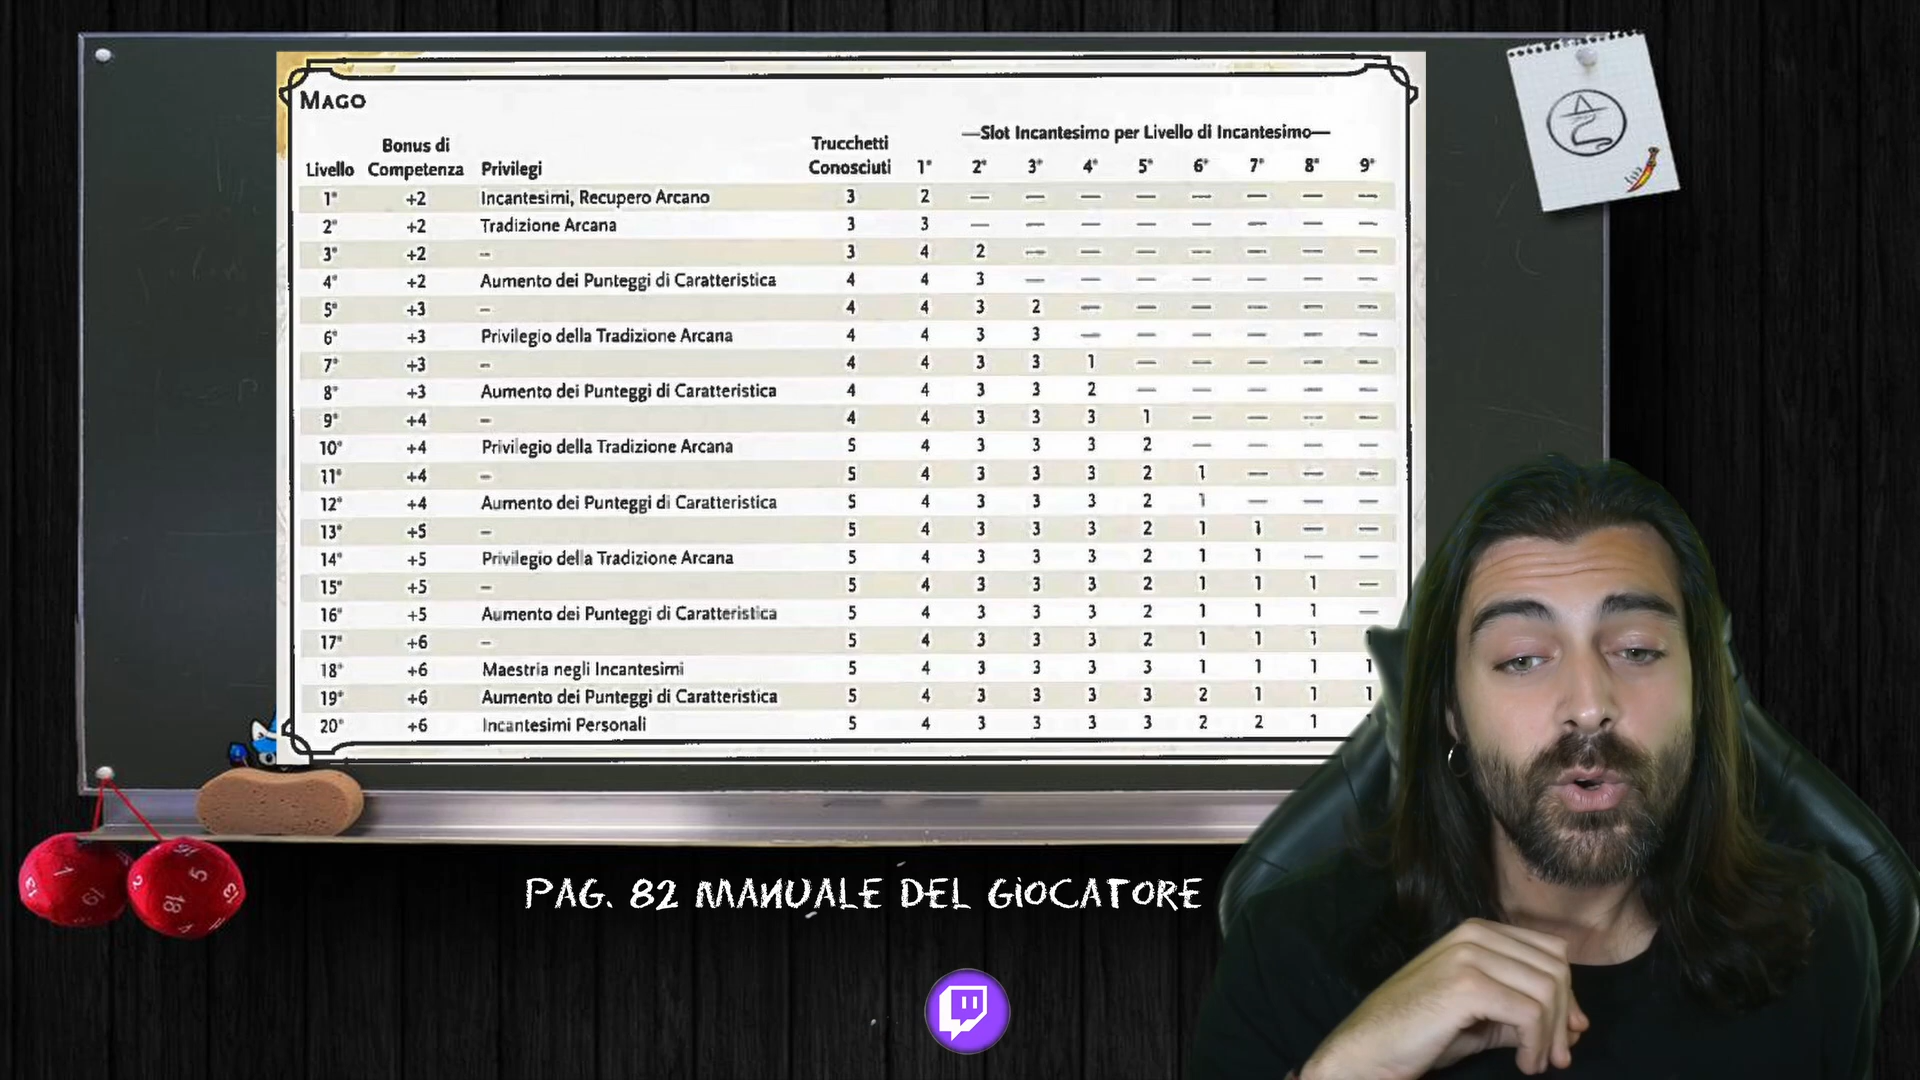 MAGO
—Slot Incantesimo per Livello di Incantesimo—
Bonus di Trucchetti
Livello Competenza Privilegi Conosciuti 1° 2° 3° 4° 5° 6° 7° 8° 9°
1° +2 Incantesimi, Recupero Arcano 3 2 — — — — — — — —
2° +2 Tradizione Arcana 3 3 — — — — — — — —
3° +2 – 3 4 2 — — — — — — —
4° +2 Aumento dei Punteggi di Caratteristica 4 4 3 — — — — — — —
5° +3 – 4 4 3 2 — — — — — —
6° +3 Privilegio della Tradizione Arcana 4 4 3 3 — — — — — —
7° +3 – 4 4 3 3 1 — — — — —
8° +3 Aumento dei Punteggi di Caratteristica 4 4 3 3 2 — — — — —
9° +4 – 4 4 3 3 3 1 — — — —
10° +4 Privilegio della Tradizione Arcana 5 4 3 3 3 2 — — — —
11° +4 – 5 4 3 3 3 2 1 — — —
12° +4 Aumento dei Punteggi di Caratteristica 5 4 3 3 3 2 1 — — —
13° +5 – 5 4 3 3 3 2 1 1 — —
14° +5 Privilegio della Tradizione Arcana 5 4 3 3 3 2 1 1 — —
15° +5 – 5 4 3 3 3 2 1 1 1 —
16° +5 Aumento dei Punteggi di Caratteristica 5 4 3 3 3 2 1 1 1 —
17° +6 – 5 4 3 3 3 2 1 1 1
18° +6 Maestria negli Incantesimi 5 4 3 3 3 3 1 1 1 1
19° +6 Aumento dei Punteggi di Caratteristica 5 4 3 3 3 3 2 1 1 1
20° +6 Incantesimi Personali 5 4 3 3 3 3 2 2 1
PAG. 82 MANUALE DEL GIOCATORE